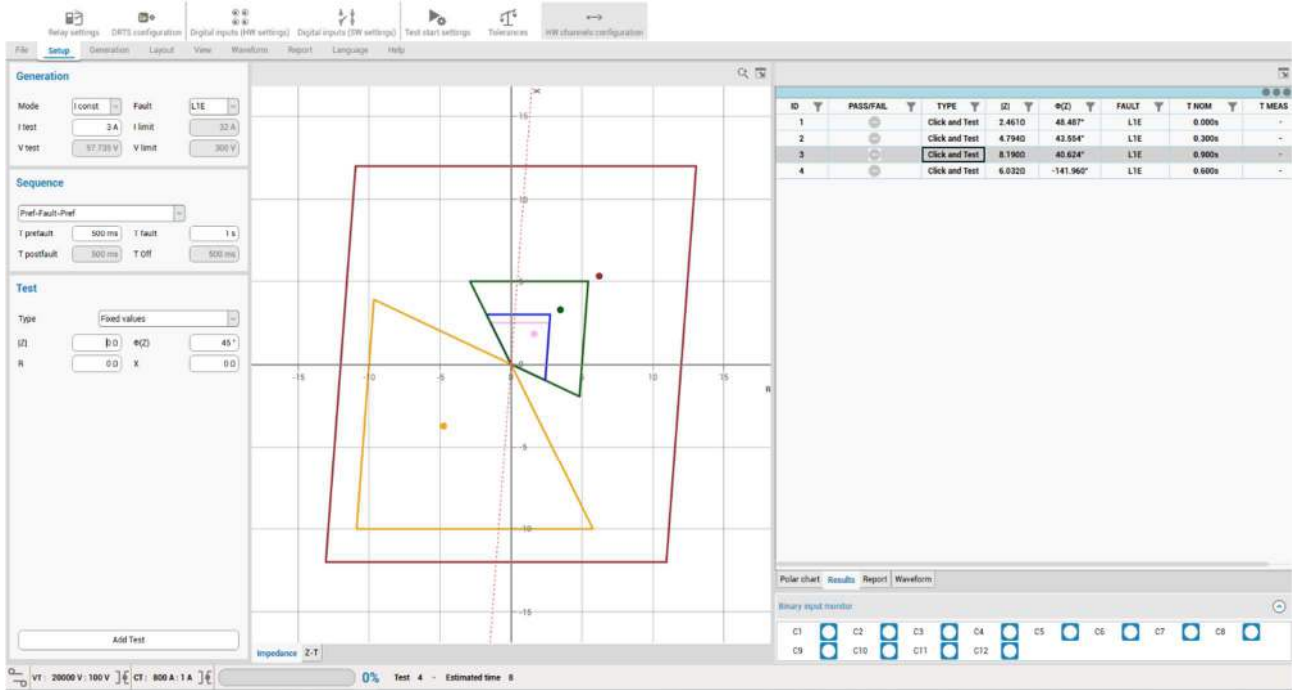 Relay settings DRTS configuration Digital inputs (HW settings) Digital inputs (SW settings) Test start settings Tolerances HW channels configuration
File Setup Generation Layout View Waveform Report Language Help
Generation
Mode I const Fault L1E
I test 3 A I limit 32 A
V test 57.735 V V limit 300 V
Sequence
Pref-Fault-Pref
T prefault 500 ms T fault 1 s
T postfault 500 ms T Off 500 ms
Test
Type Fixed values
|Z| 0 Ω Φ(Z) 45 °
R 0 Ω X 0 Ω
Add Test
X
15
10
5
-15 -10 -5 0 5 10 15
R
-5
-10
-15
Impedance Z-T
ID PASS/FAIL TYPE |Z| Φ(Z) FAULT T NOM T MEAS
1 Click and Test 2.461Ω 48.487° L1E 0.000s -
2 Click and Test 4.794Ω 43.554° L1E 0.300s -
3 Click and Test 8.190Ω 40.624° L1E 0.900s -
4 Click and Test 6.032Ω -141.960° L1E 0.600s -
Polar chart Results Report Waveform
Binary input monitor
C1 C2 C3 C4 C5 C6 C7 C8
C9 C10 C11 C12
VT: 20000 V : 100 V CT: 800 A : 1 A 0% Test 4 - Estimated time 8